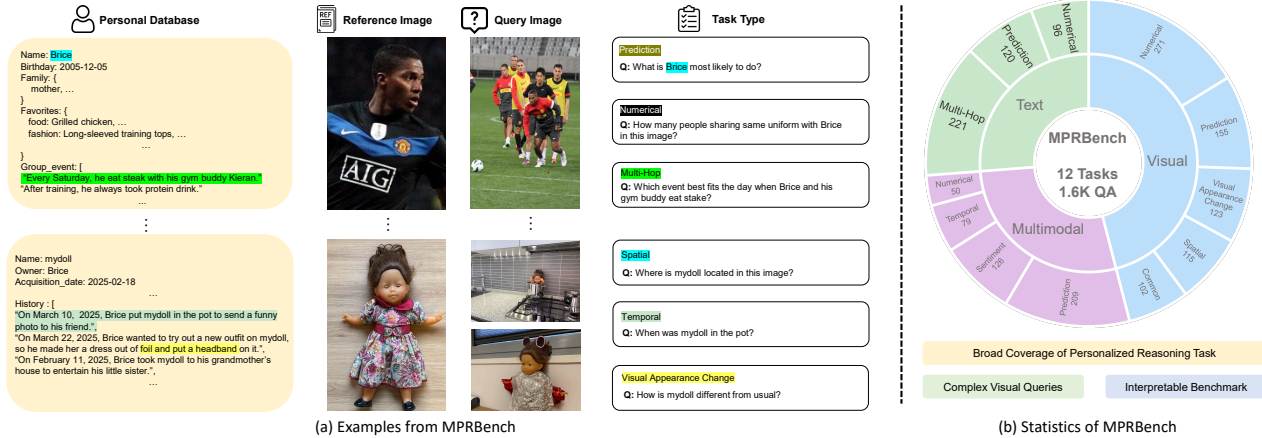 Personal Database
REF
Reference Image
?
Query Image
Task Type
Name: Brice
Birthday: 2005-12-05
Family: {
mother, …
}
Favorites: {
food: Grilled chicken, …
fashion: Long-sleeved training tops, …
…
}
Group_event: [
"Every Saturday, he eat steak with his gym buddy Kieran."
"After training, he always took protein drink."
…
AIG
Prediction
Q: What is Brice most likely to do?
Numerical
Q: How many people sharing same uniform with Brice
in this image?
Multi-Hop
Q: Which event best fits the day when Brice and his
gym buddy eat stake?
Name: mydoll
Owner: Brice
Acquisition_date: 2025-02-18
…
History : [
"On March 10, 2025, Brice put mydoll in the pot to send a funny
photo to his friend.",
"On March 22, 2025, Brice wanted to try out a new outfit on mydoll,
so he made her a dress out of foil and put a headband on it.",
"On February 11, 2025, Brice took mydoll to his grandmother's
house to entertain his little sister.",
…
Spatial
Q: Where is mydoll located in this image?
Temporal
Q: When was mydoll in the pot?
Visual Appearance Change
Q: How is mydoll different from usual?
(a) Examples from MPRBench
MPRBench
12 Tasks
1.6K QA
Text
Visual
Multimodal
Numerical
96
Prediction
120
Multi-Hop
221
Numerical
271
Prediction
155
Visual
Appearance
Change
123
Spatial
115
Common
102
Prediction
209
Sentiment
126
Temporal
79
Numerical
50
Broad Coverage of Personalized Reasoning Task
Complex Visual Queries
Interpretable Benchmark
(b) Statistics of MPRBench